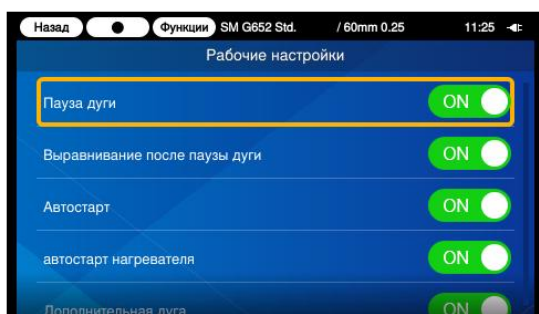 Назад Функции SM G652 Std. / 60mm 0.25 11:25
Рабочие настройки
Пауза дуги ON
Выравнивание после паузы дуги ON
Автостарт ON
автостарт нагревателя ON
Дополнительная дуга ON